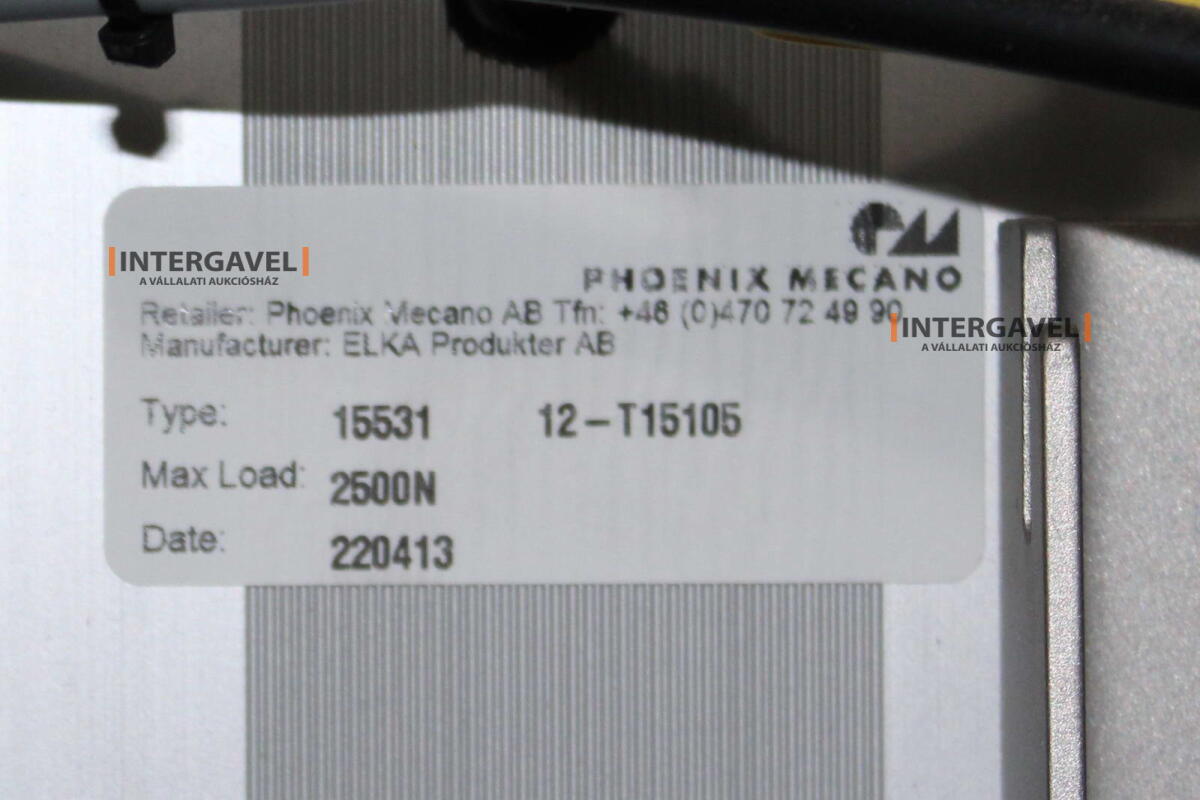 INTERGAVEL
A VÁLLALATI AUKCIÓSHÁZ
PHOENIX MECANO
Retailer: Phoenix Mecano AB Tfn: +46 (0)470 72 49 90
INTERGAVEL
A VÁLLALATI AUKCIÓSHÁZ
Manufacturer: ELKA Produkter AB
Type: 15531 12-T15105
Max Load: 2500N
Date: 220413